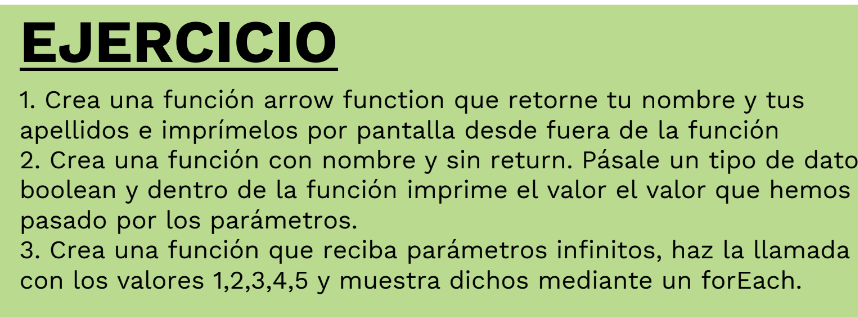 EJERCICIO
1. Crea una función arrow function que retorne tu nombre y tus
apellidos e imprímelos por pantalla desde fuera de la función
2. Crea una función con nombre y sin return. Pásale un tipo de dato
boolean y dentro de la función imprime el valor el valor que hemos
pasado por los parámetros.
3. Crea una función que reciba parámetros infinitos, haz la llamada
con los valores 1,2,3,4,5 y muestra dichos mediante un forEach.